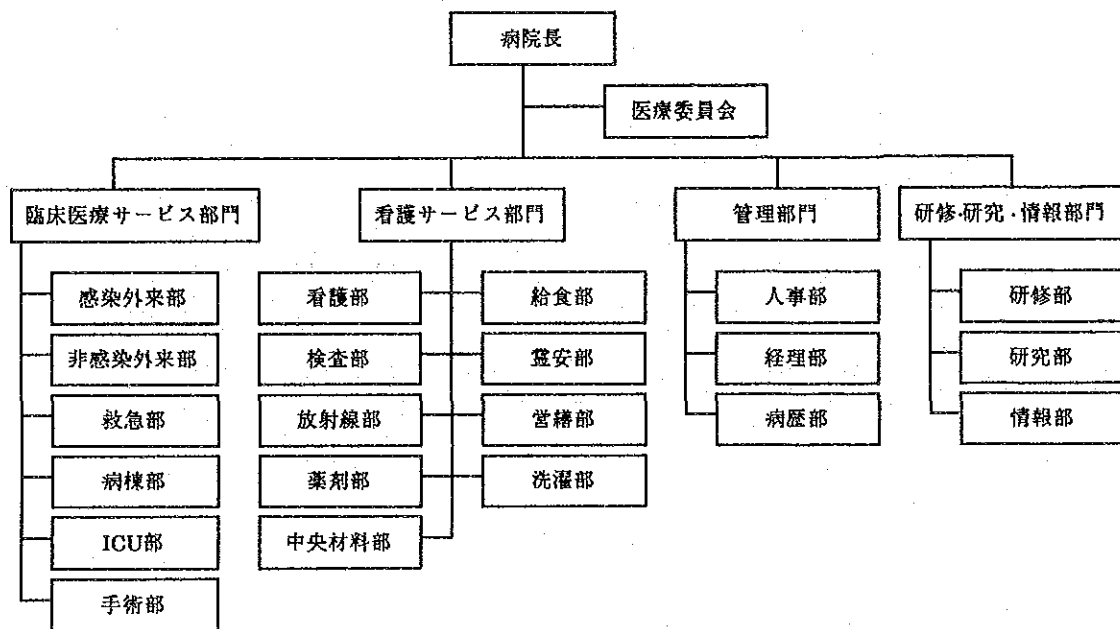 病院長
医療委員会
臨床医療サービス部門
看護サービス部門
管理部門
研修·研究·情報部門
感染外来部
非感染外来部
救急部
病棟部
ICU部
手術部
看護部
検査部
放射線部
薬剤部
中央材料部
給食部
霊安部
営繕部
洗濯部
人事部
経理部
病歴部
研修部
研究部
情報部